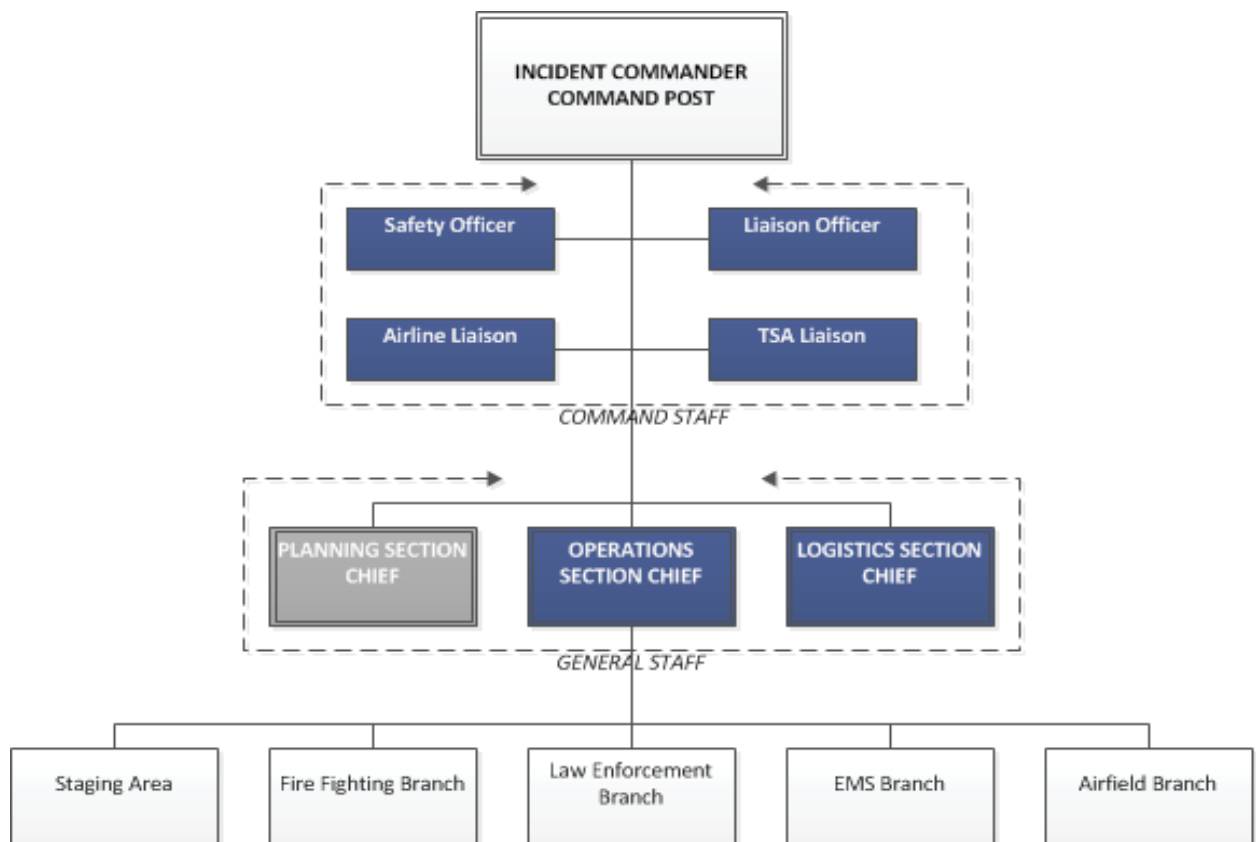 INCIDENT COMMANDER
COMMAND POST
Safety Officer
Liaison Officer
Airline Liaison
TSA Liaison
COMMAND STAFF
PLANNING SECTION
CHIEF
OPERATIONS
SECTION CHIEF
LOGISTICS SECTION
CHIEF
GENERAL STAFF
Staging Area
Fire Fighting Branch
Law Enforcement
Branch
EMS Branch
Airfield Branch